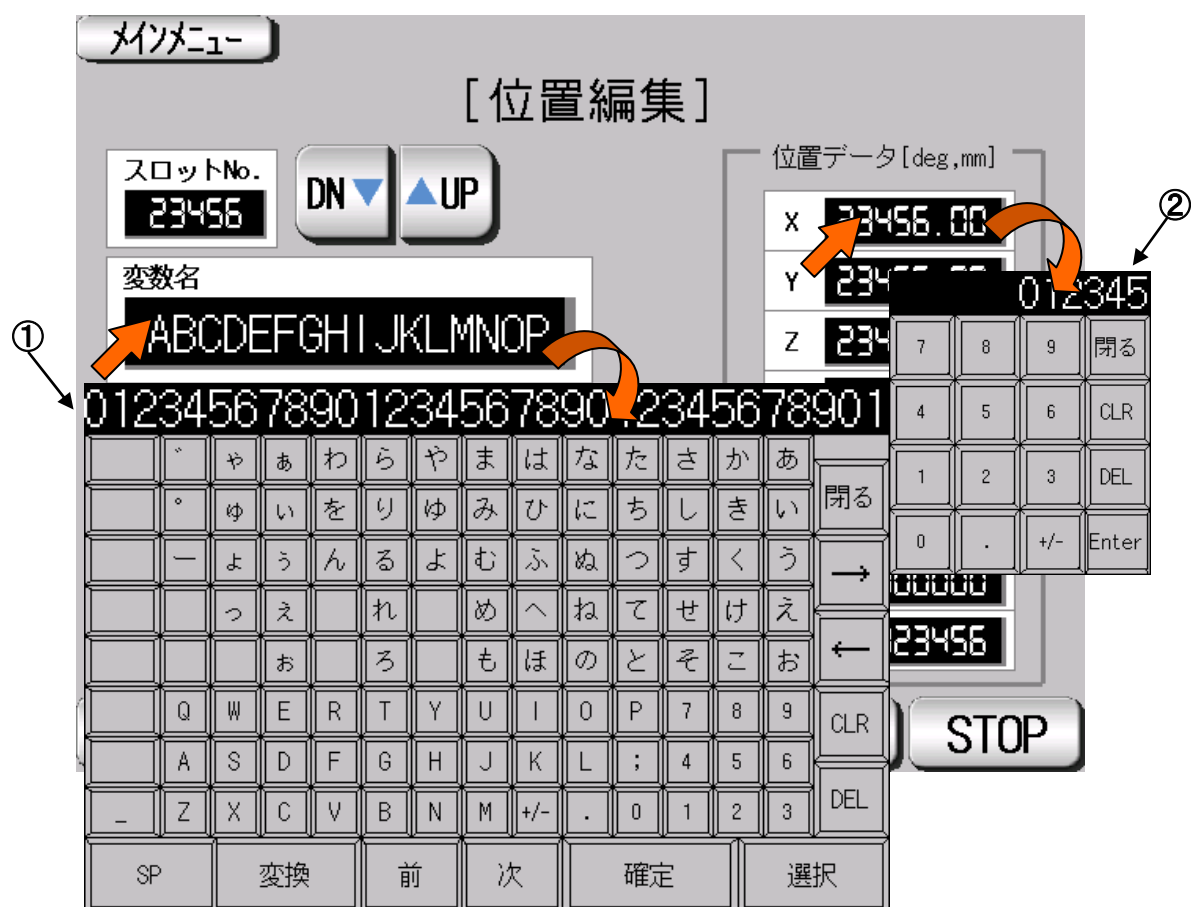 メインメニュー
[位置編集]
スロットNo.
23456
DN▼
▲UP
変数名
ABCDEFGHIJKLMNOP
位置データ[deg,mm]
X 23456.00
Y
Z
①
②
012345
7 8 9 閉る
4 5 6 CLR
1 2 3 DEL
0 . +/- Enter
000000
23456
STOP
01234567890123456789012345678901
゛ ゃ ぁ わ ら や ま は な た さ か あ
゜ ゅ ぃ を り ゆ み ひ に ち し き い
ー ょ ぅ ん る よ む ふ ぬ つ す く う
っ ぇ れ め へ ね て せ け え
ぉ ろ も ほ の と そ こ お
Q W E R T Y U I O P 7 8 9
A S D F G H J K L ; 4 5 6
_ Z X C V B N M +/- . 0 1 2 3
閉る
→
←
CLR
DEL
SP 変換 前 次 確定 選択